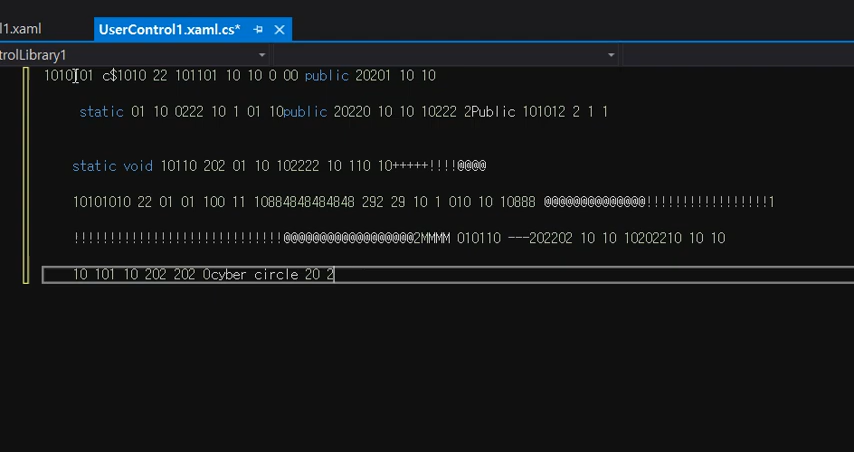 l1.xaml
UserControl1.xaml.cs*
trolLibrary1
1010101 c$1010 22 101101 10 10 0 00 public 20201 10 10
static 01 10 0222 10 1 01 10public 20220 10 10 10222 2Public 101012 2 1 1
static void 10110 202 01 10 102222 10 110 10+++++!!!!@@@@
10101010 22 01 01 100 11 10884848484848 292 29 10 1 010 10 10888 @@@@@@@@@@@@@@!!!!!!!!!!!!!!!!!1
!!!!!!!!!!!!!!!!!!!!!!!!!!!!!@@@@@@@@@@@@@@@@@@2MMMM 010110 ---202202 10 10 10202210 10 10
10 101 10 202 202 0cyber circle 20 2